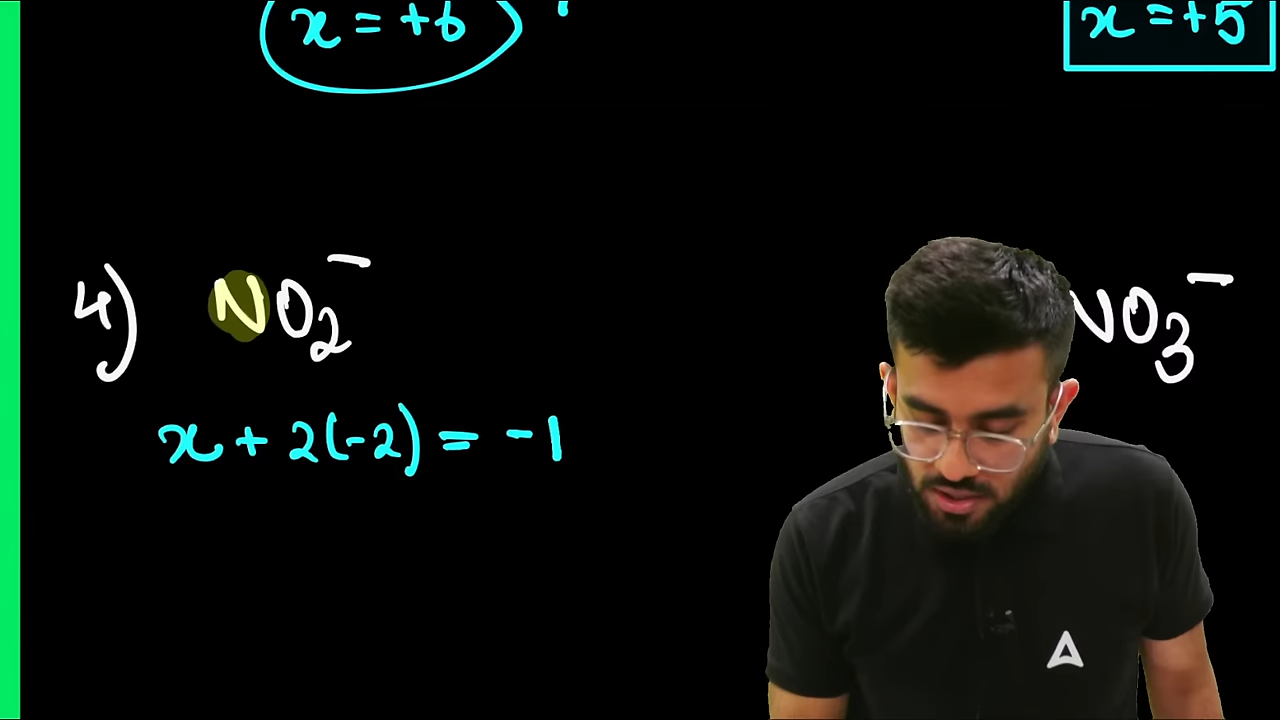 x = +6
x = +5
4) NO₂⁻
NO₃⁻
x + 2(-2) = -1